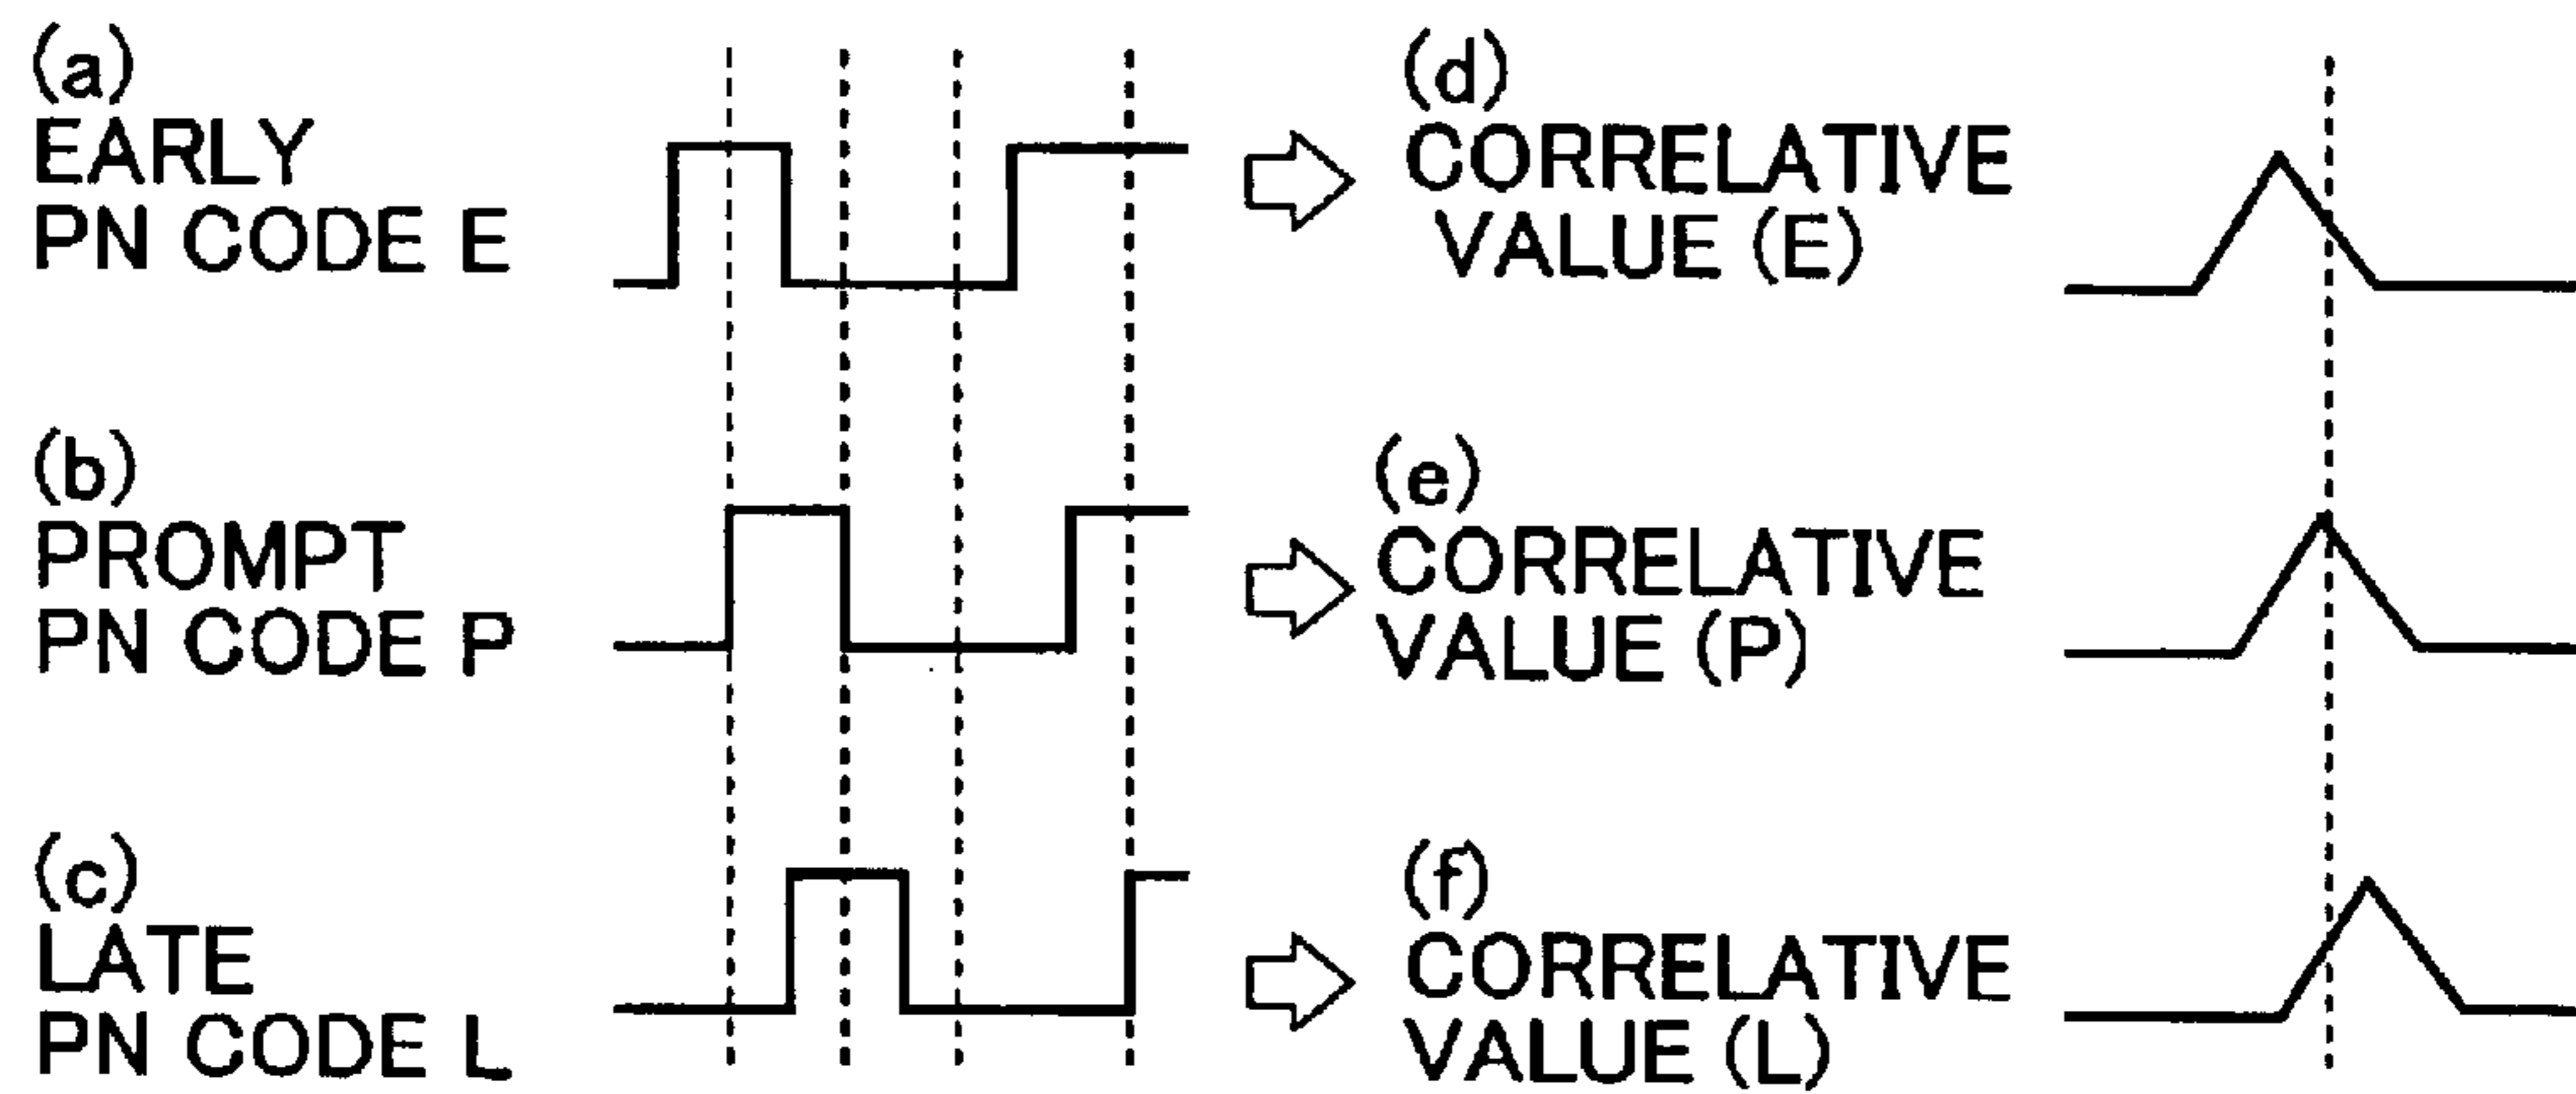 (a)
EARLY
PN CODE E
(d)
CORRELATIVE
VALUE (E)
(b)
PROMPT
PN CODE P
(e)
CORRELATIVE
VALUE (P)
(c)
LATE
PN CODE L
(f)
CORRELATIVE
VALUE (L)